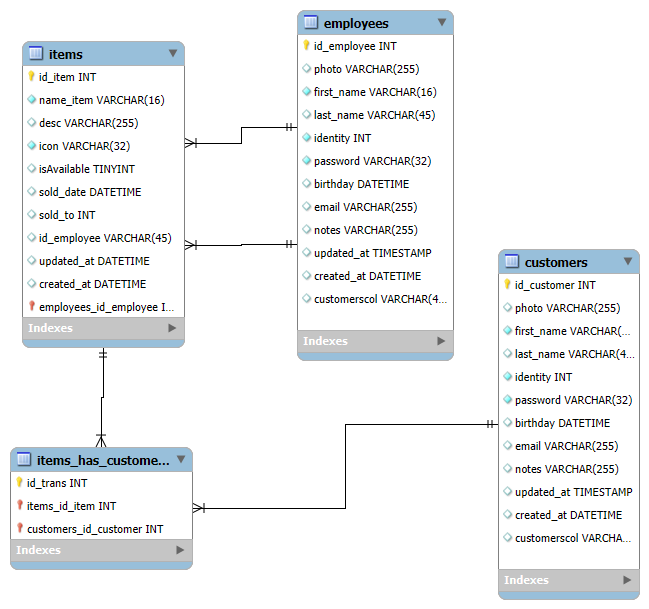 employees
id_employee INT
photo VARCHAR(255)
first_name VARCHAR(16)
last_name VARCHAR(45)
identity INT
password VARCHAR(32)
birthday DATETIME
email VARCHAR(255)
notes VARCHAR(255)
updated_at TIMESTAMP
created_at DATETIME
customerscol VARCHAR(4...
Indexes
items
id_item INT
name_item VARCHAR(16)
desc VARCHAR(255)
icon VARCHAR(32)
isAvailable TINYINT
sold_date DATETIME
sold_to INT
id_employee VARCHAR(45)
updated_at DATETIME
created_at DATETIME
employees_id_employee I...
Indexes
customers
id_customer INT
photo VARCHAR(255)
first_name VARCHAR(...
last_name VARCHAR(4...
identity INT
password VARCHAR(32)
birthday DATETIME
email VARCHAR(255)
notes VARCHAR(255)
updated_at TIMESTAMP
created_at DATETIME
customerscol VARCHA...
Indexes
items_has_custome...
id_trans INT
items_id_item INT
customers_id_customer INT
Indexes